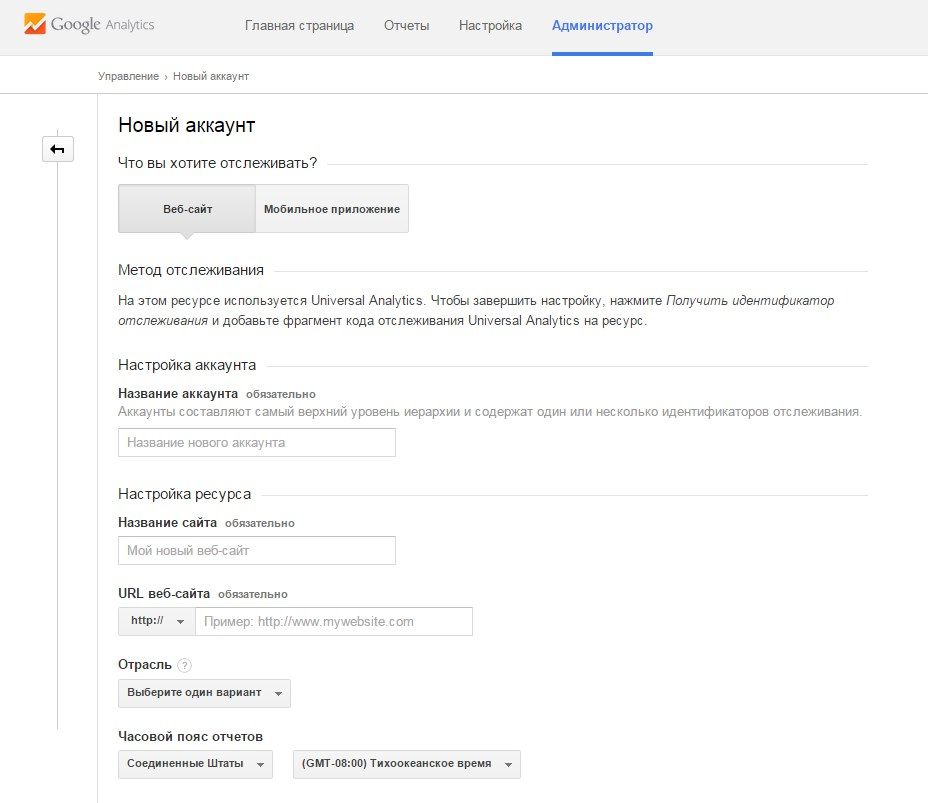 Google Analytics
Главная страница Отчеты Настройка Администратор
Управление › Новый аккаунт
Новый аккаунт
Что вы хотите отслеживать?
Веб-сайт Мобильное приложение
Метод отслеживания
На этом ресурсе используется Universal Analytics. Чтобы завершить настройку, нажмите Получить идентификатор
отслеживания и добавьте фрагмент кода отслеживания Universal Analytics на ресурс.
Настройка аккаунта
Название аккаунта обязательно
Аккаунты составляют самый верхний уровень иерархии и содержат один или несколько идентификаторов отслеживания.
Название нового аккаунта
Настройка ресурса
Название сайта обязательно
Мой новый веб-сайт
URL веб-сайта обязательно
http:// Пример: http://www.mywebsite.com
Отрасль ?
Выберите один вариант
Часовой пояс отчетов
Соединенные Штаты (GMT-08:00) Тихоокеанское время